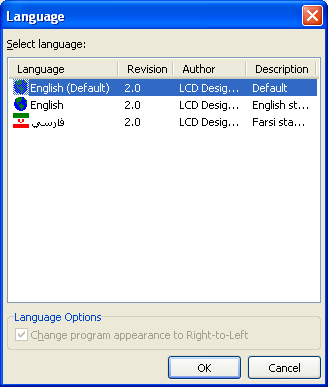 Language
Select language:
Language Revision Author Description
English (Default) 2.0 LCD Desig... Default
English 2.0 LCD Desig... English st...
فارسي 2.0 LCD Desig... Farsi sta...
Language Options
Change program appearance to Right-to-Left
OK Cancel